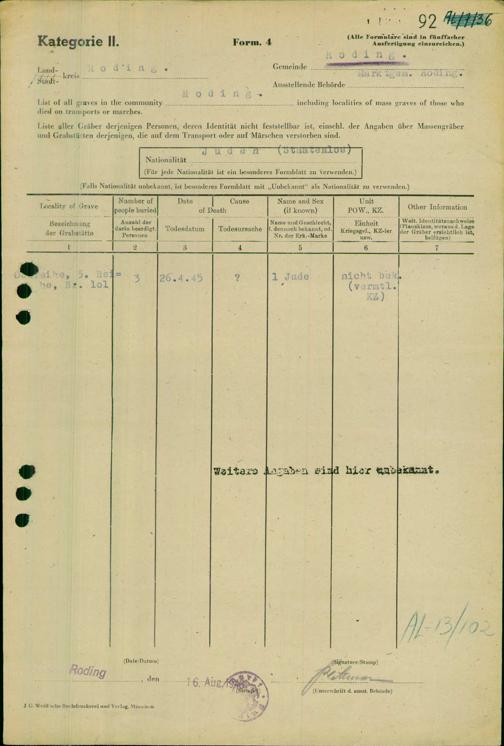 92 AL/7/36
Kategorie II.
Form. 4
(Alle Formulare sind in fünffacher
Ausfertigung einzureichen.)
Land-
Stadt-
kreis Roding.
Gemeinde Roding.
Ausstellende Behörde Marktgem. Roding.
List of all graves in the community Roding. including localities of mass graves of those who
died on transports or marches.
Liste aller Gräber derjenigen Personen, deren Identität nicht feststellbar ist, einschl. der Angaben über Massengräber
und Grabstätten derjenigen, die auf dem Transport oder auf Märschen verstorben sind.
Nationalität Juden (Staatenlos)
(Für jede Nationalität ist ein besonderes Formblatt zu verwenden.)
(Falls Nationalität unbekannt, ist besonderes Formblatt mit „Unbekannt“ als Nationalität zu verwenden.)
Locality of Grave
Bezeichnung
der Grabstätte
1
Number of
people buried
Anzahl der
darin beerdigt.
Personen
2
Date
of Death
Todesdatum
3
Cause
Todesursache
4
Name and Sex
(if known)
Name und Geschlecht,
f. dennoch bekannt, od.
Nr. der Erk.-Marke
5
Unit
POW., KZ.
Einheit
Kriegsgef., KZ-ler
usw.
6
Other Information
Weit. Identitätsnachweise
(Planskizze, woraus d. Lage
der Gräber ersichtlich ist,
beifügen)
7
5. Rei=
he, Nr. 101
3
26.4.45
?
1 Jude
nicht bek.
(vermtl.
KZ)
Weitere Angaben sind hier unbekannt.
AL-13/102
(Date-Datum)
Roding, den 16. Aug.
(Signature-Stamp)
(Unterschrift d. ausst. Behörde)
J. G. Weiß'sche Buchdruckerei und Verlag, München